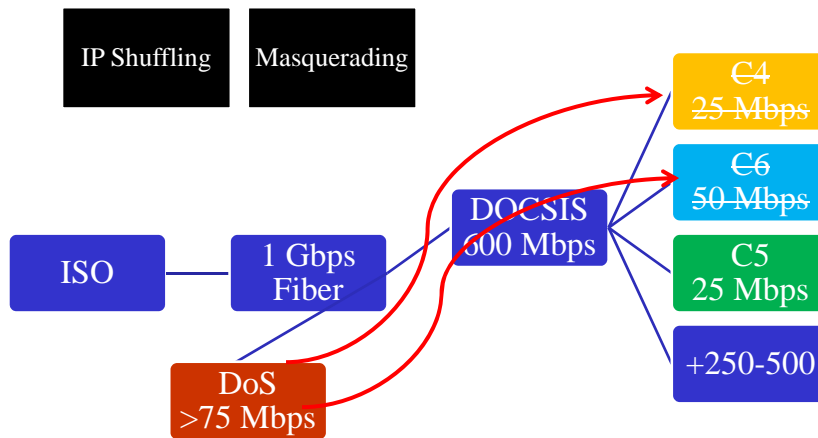 IP Shuffling
Masquerading
C4
25 Mbps
C6
50 Mbps
DOCSIS
600 Mbps
ISO
1 Gbps
Fiber
C5
25 Mbps
+250-500
DoS
>75 Mbps